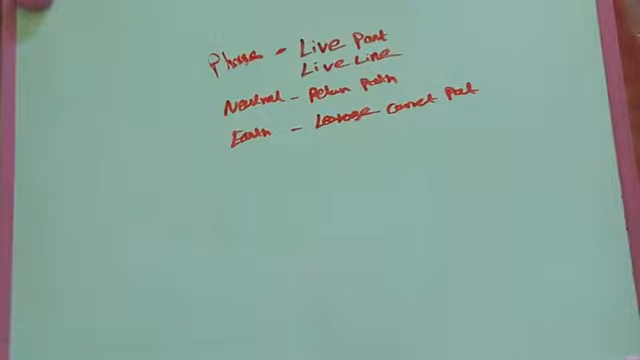 Phase - Live Part
Live Line
Neutral - Return Path
Earth - Leakage Current Path